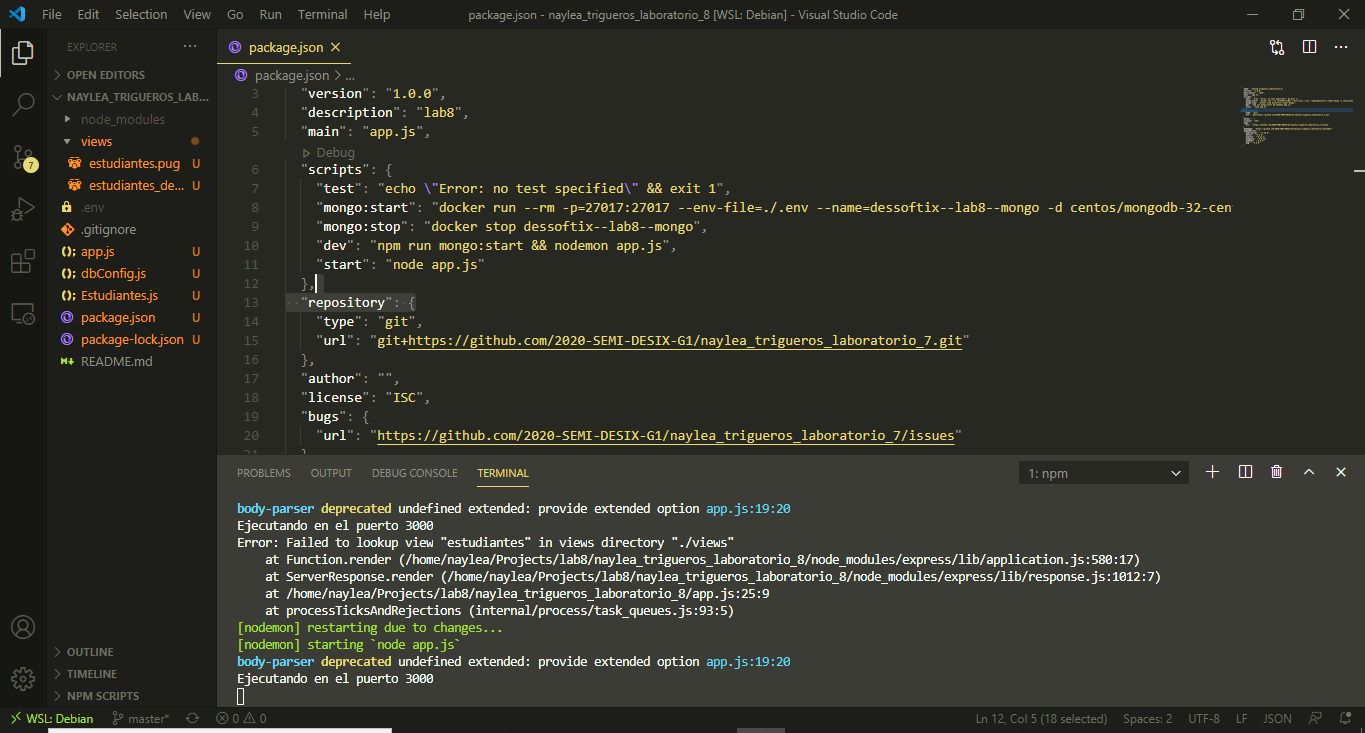 File Edit Selection View Go Run Terminal Help
package.json - naylea_trigueros_laboratorio_8 [WSL: Debian] - Visual Studio Code
EXPLORER
OPEN EDITORS
NAYLEA_TRIGUEROS_LAB...
node_modules
views
estudiantes.pug U
estudiantes_de... U
.env
.gitignore
app.js U
dbConfig.js U
Estudiantes.js U
package.json U
package-lock.json U
README.md
OUTLINE
TIMELINE
NPM SCRIPTS
7
package.json
package.json > ...
3 "version": "1.0.0",
4 "description": "lab8",
5 "main": "app.js",
Debug
6 "scripts": {
7 "test": "echo \"Error: no test specified\" && exit 1",
8 "mongo:start": "docker run --rm -p=27017:27017 --env-file=./.env --name=dessoftix--lab8--mongo -d centos/mongodb-32-cen
9 "mongo:stop": "docker stop dessoftix--lab8--mongo",
10 "dev": "npm run mongo:start && nodemon app.js",
11 "start": "node app.js"
12 },
13 "repository": {
14 "type": "git",
15 "url": "git+https://github.com/2020-SEMI-DESIX-G1/naylea_trigueros_laboratorio_7.git"
16 },
17 "author": "",
18 "license": "ISC",
19 "bugs": {
20 "url": "https://github.com/2020-SEMI-DESIX-G1/naylea_trigueros_laboratorio_7/issues"
21 }
PROBLEMS OUTPUT DEBUG CONSOLE TERMINAL
1: npm
body-parser deprecated undefined extended: provide extended option app.js:19:20
Ejecutando en el puerto 3000
Error: Failed to lookup view "estudiantes" in views directory "./views"
at Function.render (/home/naylea/Projects/lab8/naylea_trigueros_laboratorio_8/node_modules/express/lib/application.js:580:17)
at ServerResponse.render (/home/naylea/Projects/lab8/naylea_trigueros_laboratorio_8/node_modules/express/lib/response.js:1012:7)
at /home/naylea/Projects/lab8/naylea_trigueros_laboratorio_8/app.js:25:9
at processTicksAndRejections (internal/process/task_queues.js:93:5)
[nodemon] restarting due to changes...
[nodemon] starting `node app.js`
body-parser deprecated undefined extended: provide extended option app.js:19:20
Ejecutando en el puerto 3000
WSL: Debian master* 0 0 Ln 12, Col 5 (18 selected) Spaces: 2 UTF-8 LF JSON